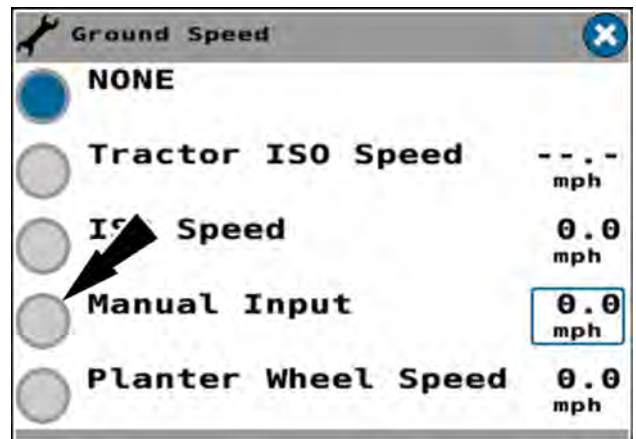 Ground Speed
NONE
Tractor ISO Speed --.-
mph
Speed 0.0
mph
Manual Input 0.0
mph
Planter Wheel Speed 0.0
mph